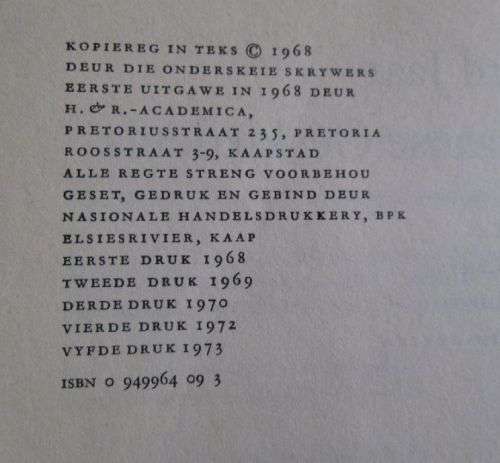 KOPIEREG IN TEKS © 1968
DEUR DIE ONDERSKEIE SKRYWERS
EERSTE UITGAWE IN 1968 DEUR
H. & R.-ACADEMICA,
PRETORIUSSTRAAT 235, PRETORIA
ROOSSTRAAT 3-9, KAAPSTAD
ALLE REGTE STRENG VOORBEHOU
GESET, GEDRUK EN GEBIND DEUR
NASIONALE HANDELSDRUKKERY, BPK
ELSIESRIVIER, KAAP
EERSTE DRUK 1968
TWEEDE DRUK 1969
DERDE DRUK 1970
VIERDE DRUK 1972
VYFDE DRUK 1973
ISBN 0 949964 09 3